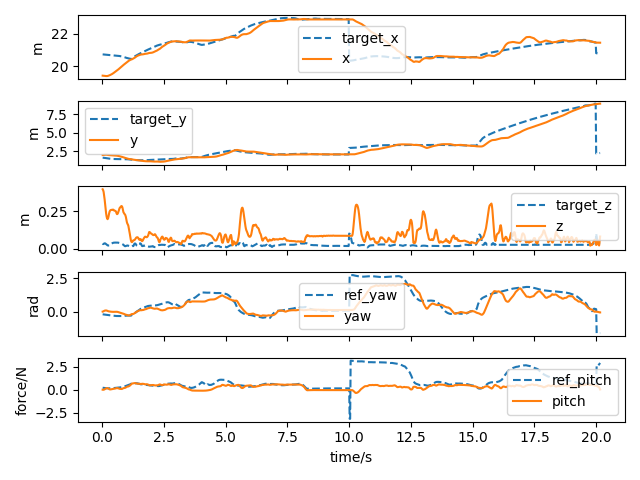 22
20
m
target_x
x
7.5
5.0
2.5
m
target_y
y
0.25
0.00
m
target_z
z
2.5
0.0
rad
ref_yaw
yaw
2.5
0.0
−2.5
force/N
ref_pitch
pitch
0.0 2.5 5.0 7.5 10.0 12.5 15.0 17.5 20.0
time/s